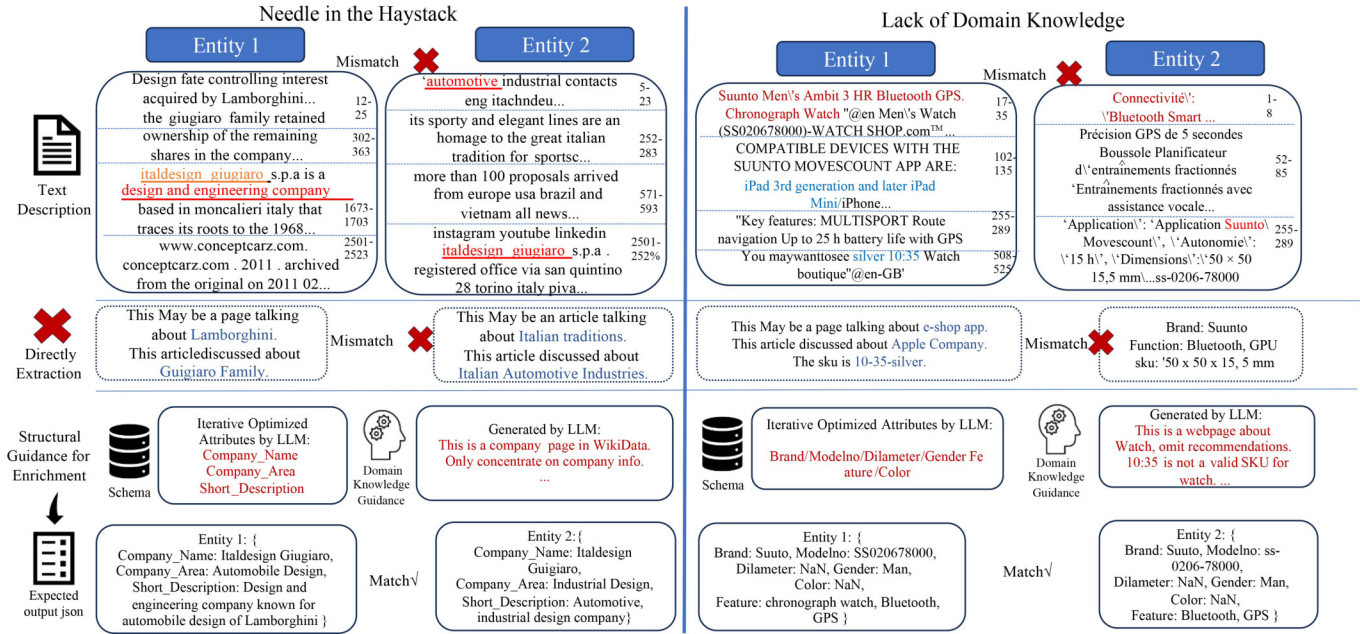 Needle in the Haystack
Entity 1
Mismatch
Entity 2
Text
Description
Design fate controlling interest
acquired by Lamborghini...
the giugiaro family retained
12-
25
ownership of the remaining
shares in the company...
302-
363
italdesign_giugiaro s.p.a is a
design and engineering company
based in moncalieri italy that
traces its roots to the 1968...
1673-
1703
www.conceptcarz.com.
conceptcarz.com . 2011 . archived
from the original on 2011 02...
2501-
2523
'automotive industrial contacts
eng itachndeu...
5-
23
its sporty and elegant lines are an
homage to the great italian
tradition for sportsc...
252-
283
more than 100 proposals arrived
from europe usa brazil and
vietnam all news...
571-
593
instagram youtube linkedin
italdesign_giugiaro s.p.a .
registered office via san quintino
28 torino italy piva...
2501-
252%
Directly
Extraction
This May be a page talking
about Lamborghini.
This articlediscussed about
Guigiaro Family.
Mismatch
This May be an article talking
about Italian traditions.
This article discussed about
Italian Automotive Industries.
Structural
Guidance for
Enrichment
Expected
output json
Schema
Iterative Optimized
Attributes by LLM:
Company_Name
Company_Area
Short_Description
Domain
Knowledge
Guidance
Generated by LLM:
This is a company page in WikiData.
Only concentrate on company info.
...
Entity 1: {
Company_Name: Italdesign Giugiaro,
Company_Area: Automobile Design,
Short_Description: Design and
engineering company known for
automobile design of Lamborghini }
Match√
Entity 2:{
Company_Name: Italdesign
Guigiaro,
Company_Area: Industrial Design,
Short_Description: Automotive,
industrial design company}
Lack of Domain Knowledge
Entity 1
Mismatch
Entity 2
Suunto Men\'s Ambit 3 HR Bluetooth GPS.
Chronograph Watch "@en Men\'s Watch
(SS020678000)-WATCH SHOP.com™ ...
17-
35
COMPATIBLE DEVICES WITH THE
SUUNTO MOVESCOUNT APP ARE:
iPad 3rd generation and later iPad
Mini/iPhone...
102-
135
"Key features: MULTISPORT Route
navigation Up to 25 h battery life with GPS
255-
289
You maywanttosee silver 10:35 Watch
boutique"@en-GB'
508-
525
Connectivité\':
\'Bluetooth Smart ...
1-
8
Précision GPS de 5 secondes
Boussole Planificateur
d\'entraînements fractionnés
'Entraînements fractionnés avec
assistance vocale...
52-
85
'Application\': 'Application Suunto\
Movescount\', \'Autonomie\':
\'15 h\', \'Dimensions\':\'50 × 50
15,5 mm\...ss-0206-78000
255-
289
This May be a page talking about e-shop app.
This article discussed about Apple Company.
The sku is 10-35-silver.
Mismatch
Brand: Suunto
Function: Bluetooth, GPU
sku: '50 x 50 x 15, 5 mm
Schema
Iterative Optimized Attributes by LLM:
Brand/Modelno/Dilameter/Gender Fe
ature /Color
Domain
Knowledge
Guidance
Generated by LLM:
This is a webpage about
Watch, omit recommendations.
10:35 is not a valid SKU for
watch. ...
Entity 1: {
Brand: Suuto, Modelno: SS020678000,
Dilameter: NaN, Gender: Man,
Color: NaN,
Feature: chronograph watch, Bluetooth,
GPS }
Match√
Entity 2: {
Brand: Suuto, Modelno: ss-
0206-78000,
Dilameter: NaN, Gender: Man,
Color: NaN,
Feature: Bluetooth, GPS }